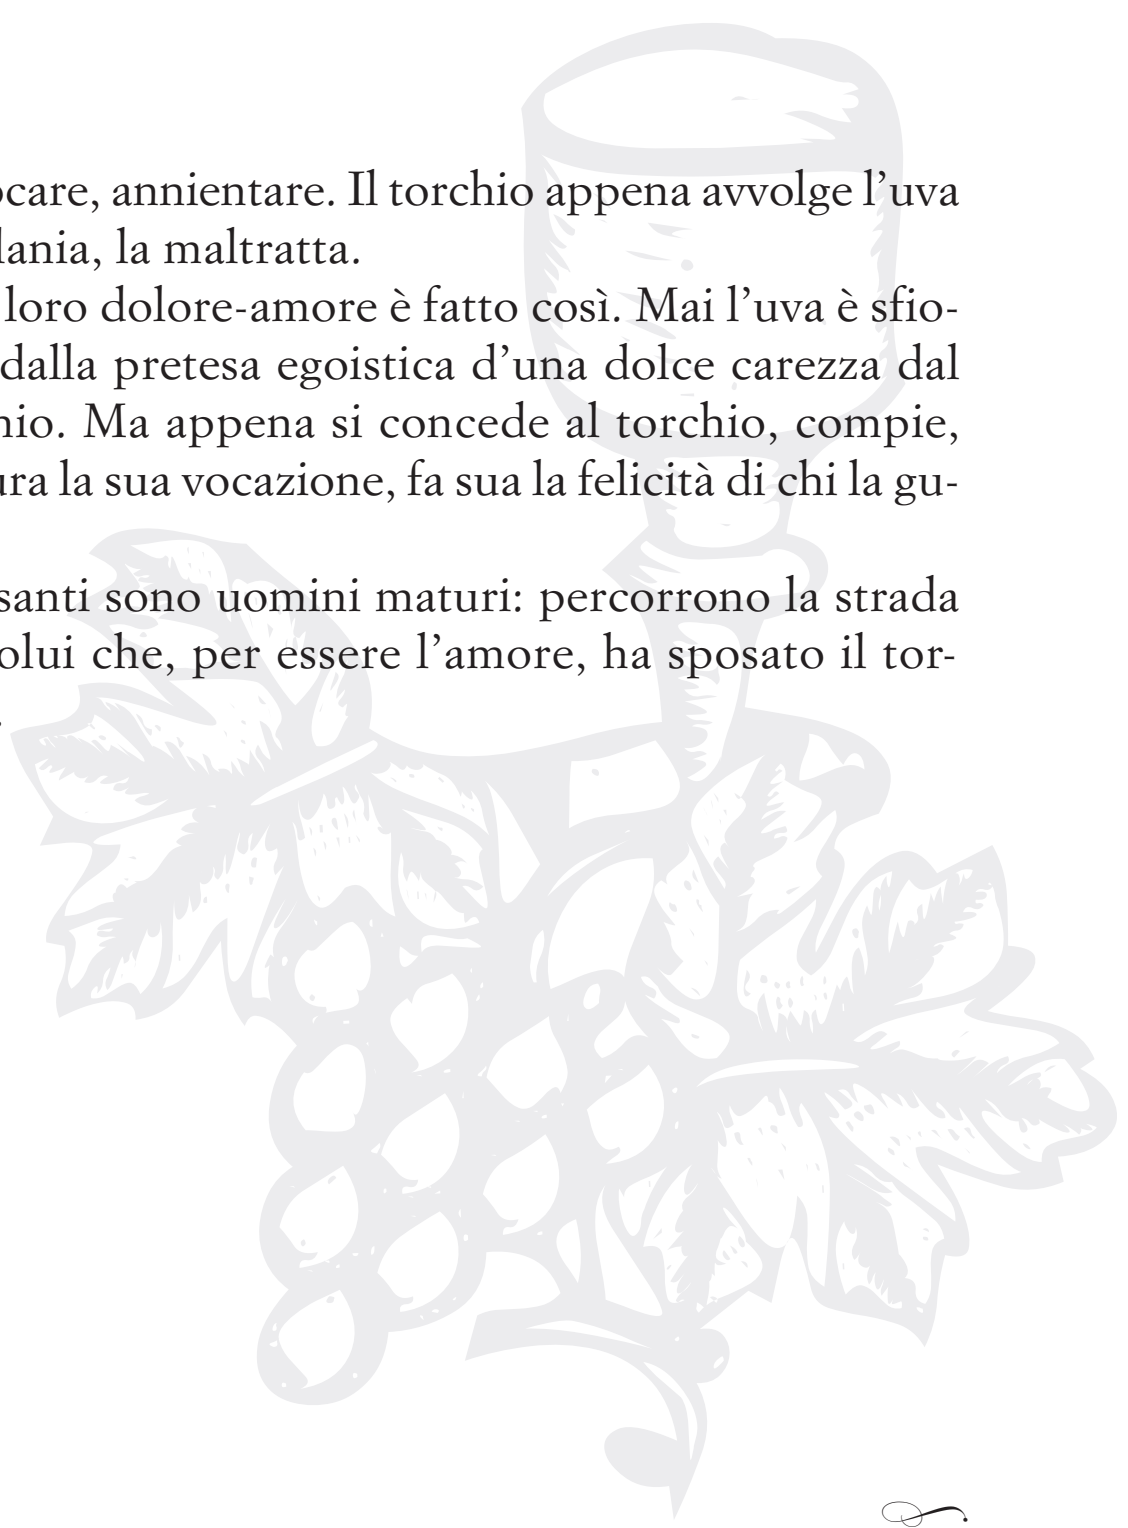 ocare, annientare. Il torchio appena avvolge l’uva
lania, la maltratta.
loro dolore-amore è fatto così. Mai l’uva è sfio-
dalla pretesa egoistica d’una dolce carezza dal
hio. Ma appena si concede al torchio, compie,
ura la sua vocazione, fa sua la felicità di chi la gu-
santi sono uomini maturi: percorrono la strada
olui che, per essere l’amore, ha sposato il tor-
.